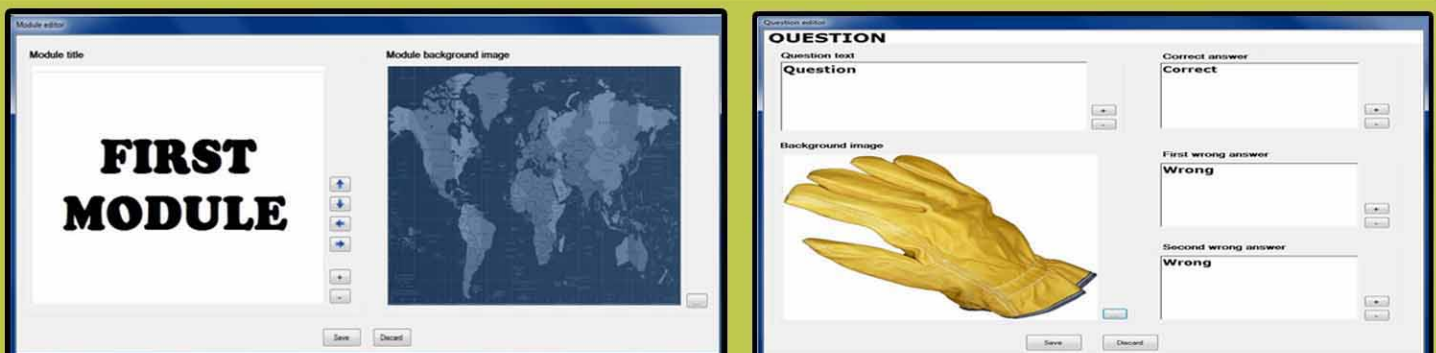 Module editor
Module title
Module background image
FIRST
MODULE
+
-
...
Save
Discard
Question editor
QUESTION
Question text
Question
+
-
Correct answer
Correct
+
-
Background image
...
First wrong answer
Wrong
+
-
Second wrong answer
Wrong
+
-
Save
Discard